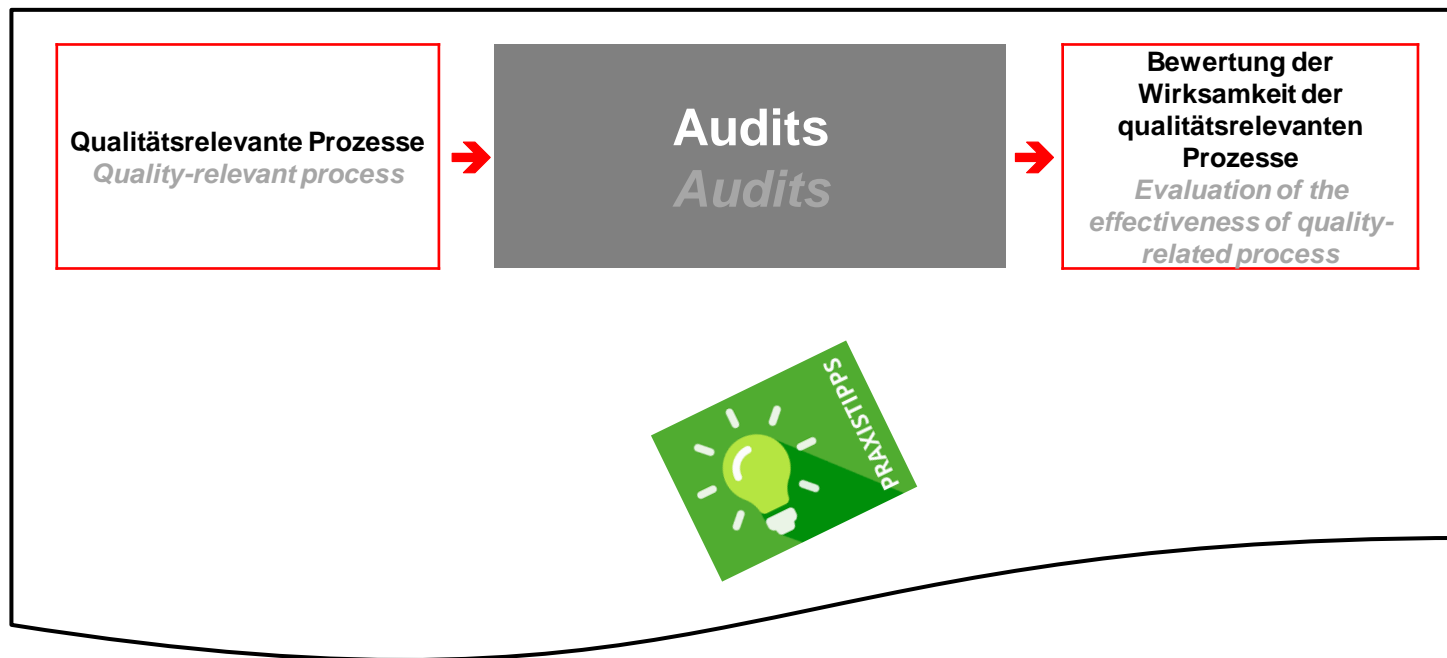 Qualitätsrelevante Prozesse
Quality-relevant process
Audits
Audits
Bewertung der
Wirksamkeit der
qualitätsrelevanten
Prozesse
Evaluation of the
effectiveness of quality-
related process
PRAXISTIPPS